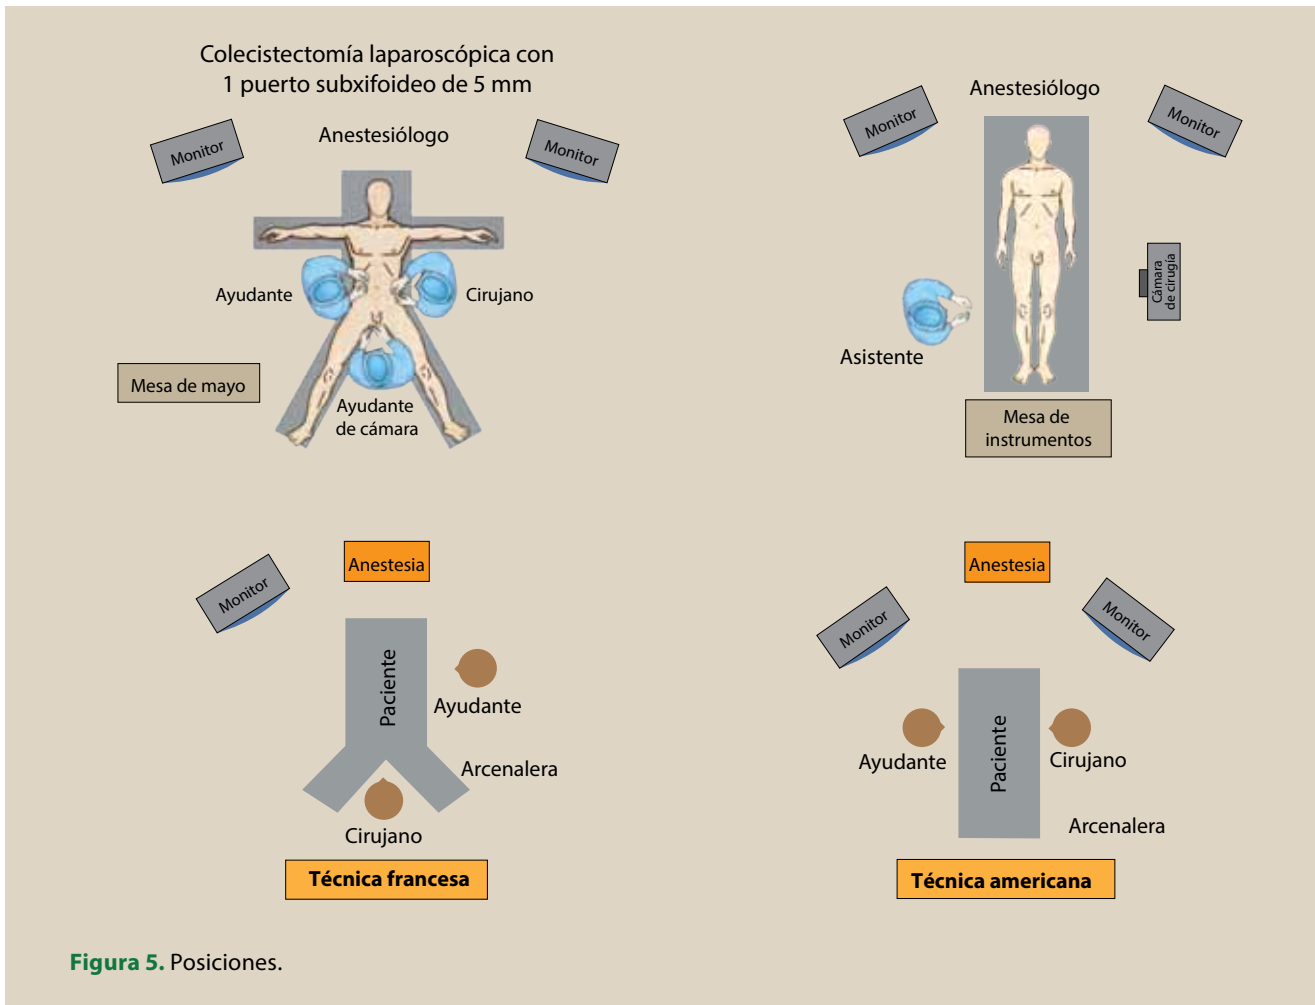 Colecistectomía laparoscópica con
1 puerto subxifoideo de 5 mm
Monitor
Anestesiólogo
Monitor
Ayudante
Cirujano
Mesa de mayo
Ayudante
de cámara
Anestesiólogo
Monitor
Monitor
Cámara
de cirugía
Asistente
Mesa de
instrumentos
Anestesia
Monitor
Paciente
Ayudante
Arcenalera
Cirujano
Técnica francesa
Anestesia
Monitor
Monitor
Ayudante
Paciente
Cirujano
Arcenalera
Técnica americana
Figura 5. Posiciones.